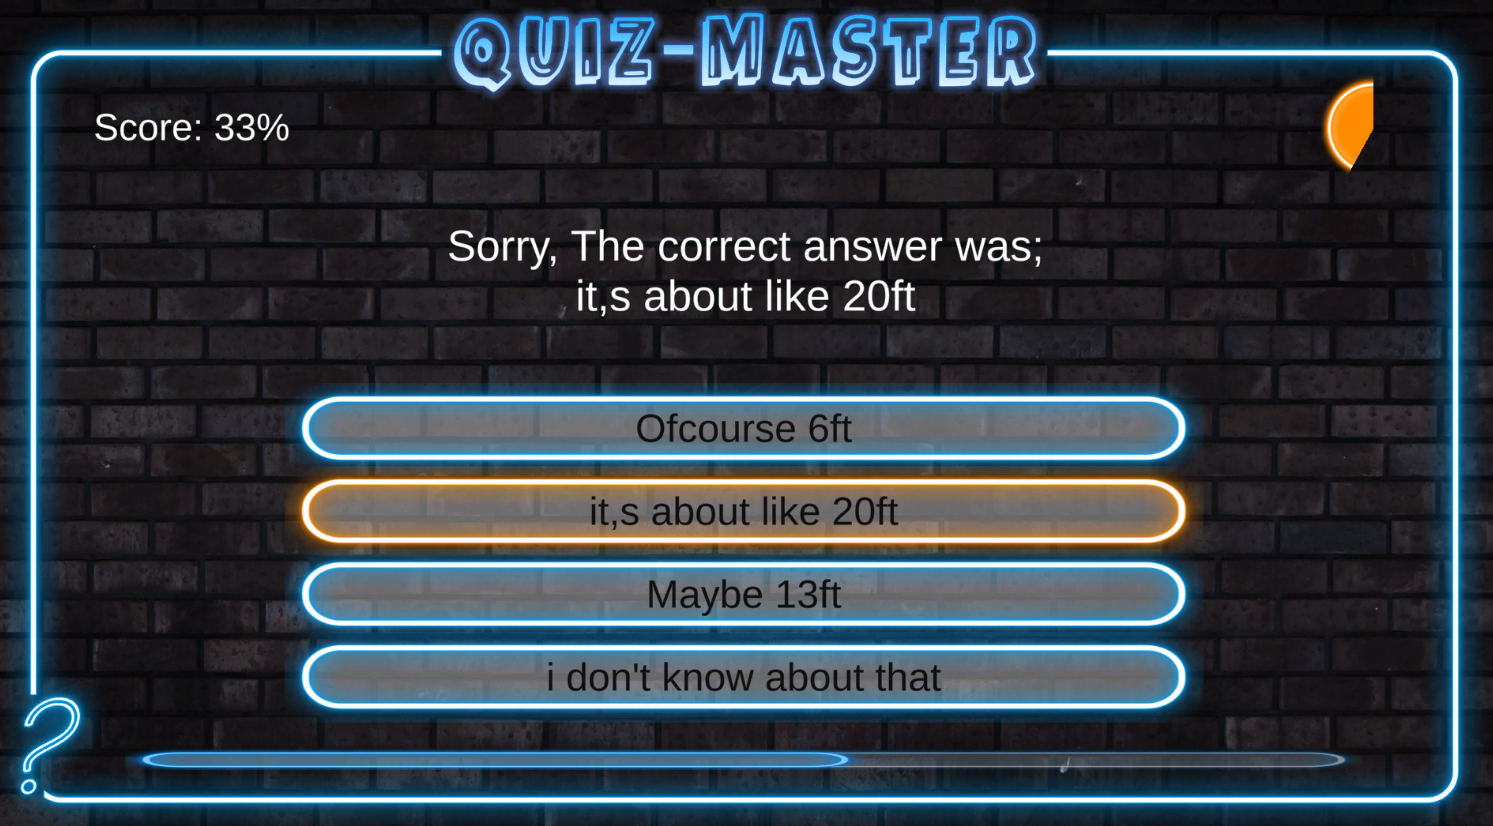 QUIZ-MASTER
Score: 33%
Sorry, The correct answer was;
it,s about like 20ft
Ofcourse 6ft
it,s about like 20ft
Maybe 13ft
i don't know about that
?